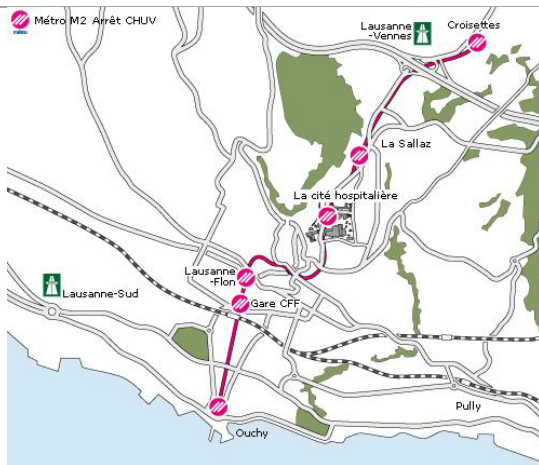 Métro M2 Arrêt CHUV
métro
Lausanne
-Vennes
Croisettes
La Sallaz
La cité hospitalière
Lausanne
-Flon
Gare CFF
Lausanne-Sud
Pully
Ouchy